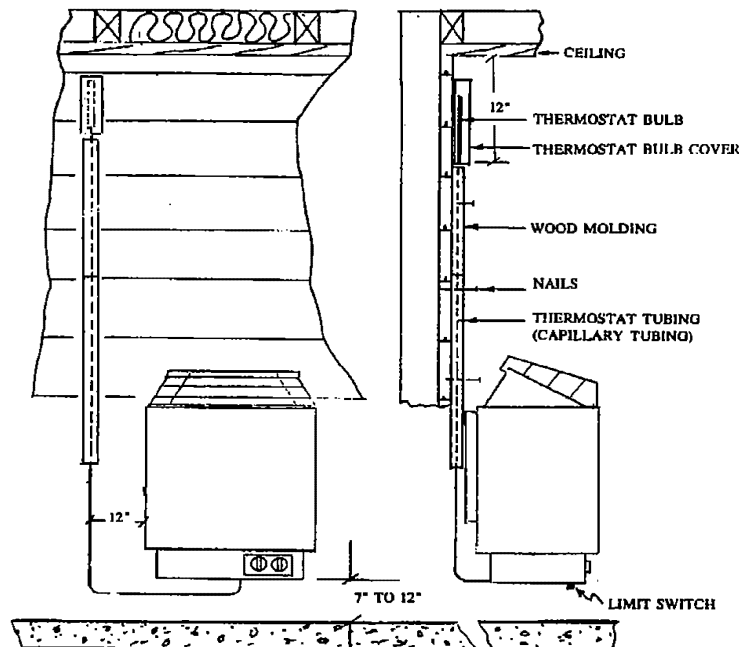 CEILING
12"
THERMOSTAT BULB
THERMOSTAT BULB COVER
WOOD MOLDING
NAILS
THERMOSTAT TUBING
(CAPILLARY TUBING)
12"
7" TO 12"
LIMIT SWITCH